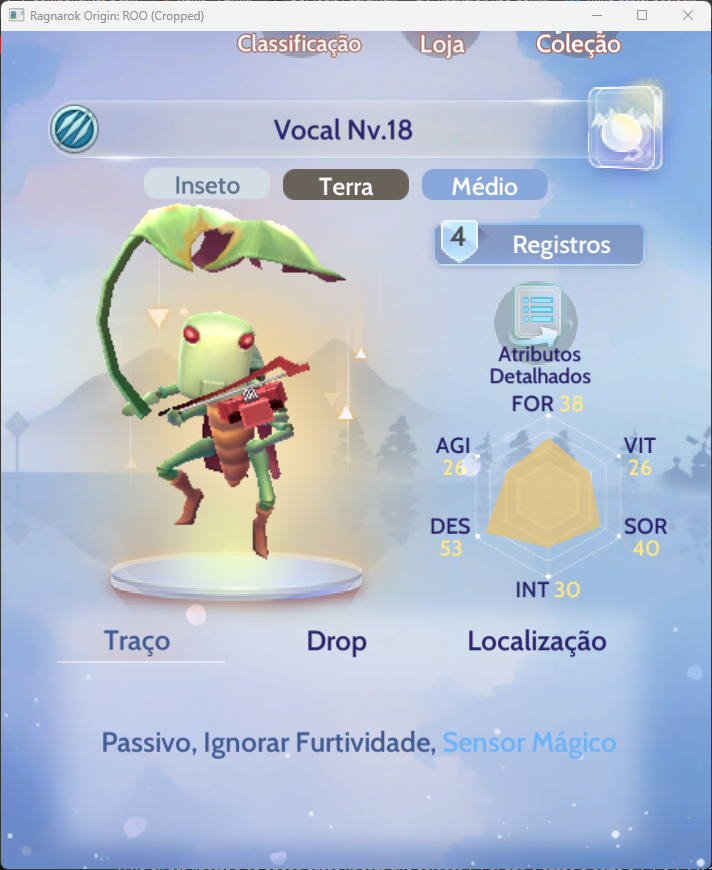 Ragnarok Origin: ROO (Cropped)
Classificação
Loja
Coleção
Vocal Nv.18
Inseto
Terra
Médio
4
Registros
Atributos
Detalhados
FOR 38
AGI
26
VIT
26
DES
53
SOR
40
INT 30
Traço
Drop
Localização
Passivo, Ignorar Furtividade, Sensor Mágico